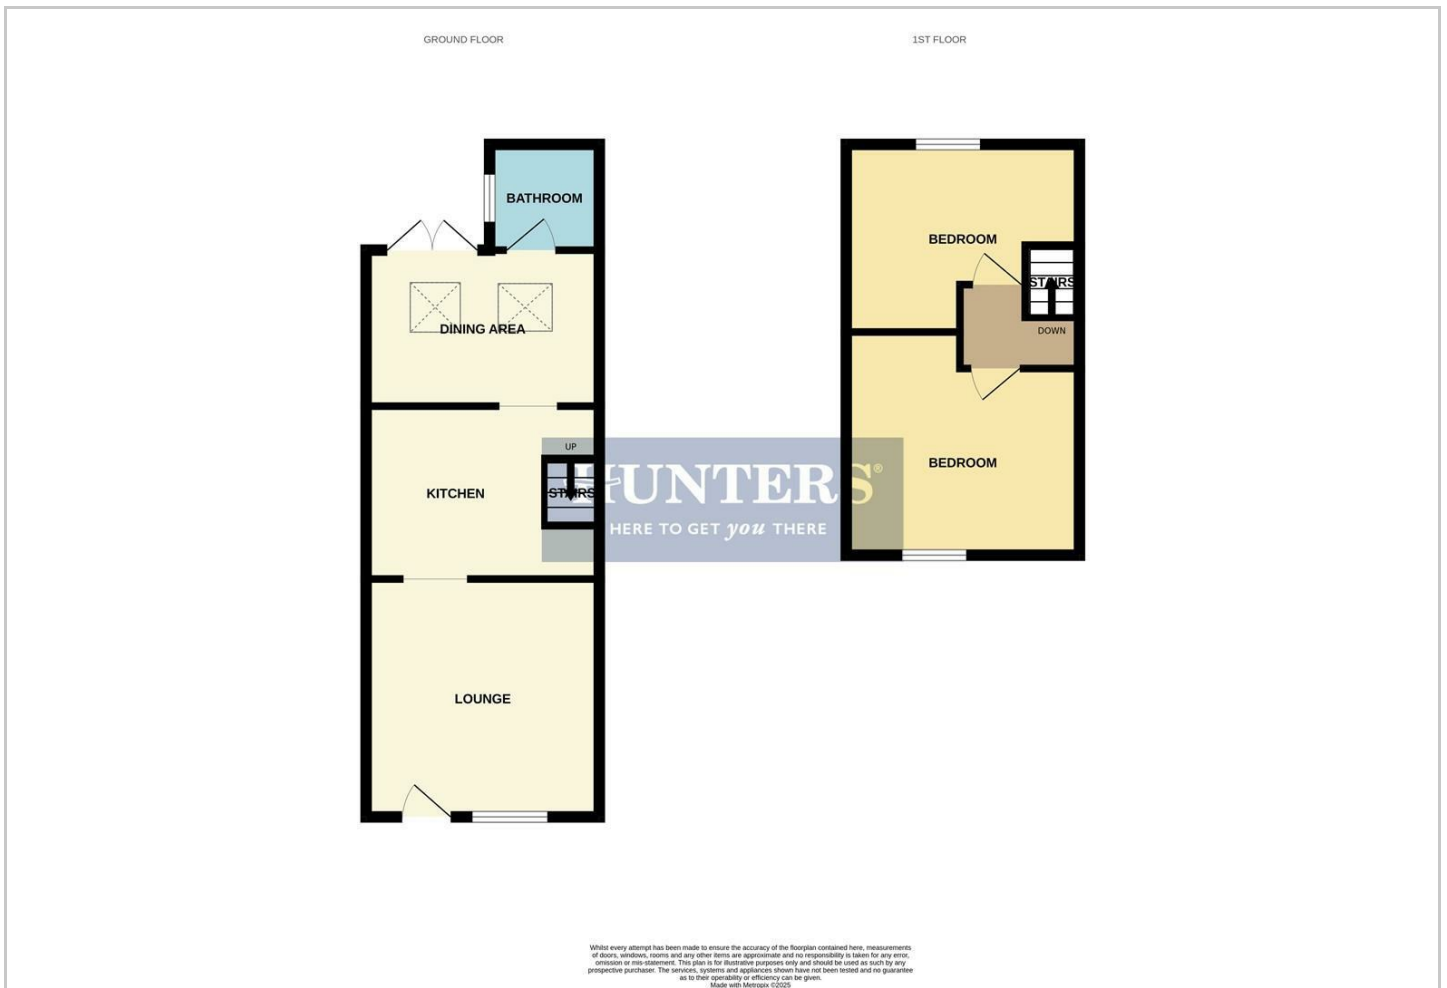 GROUND FLOOR
1ST FLOOR
BATHROOM
DINING AREA
UP
KITCHEN
STAIRS
LOUNGE
BEDROOM
STAIRS
DOWN
BEDROOM
HUNTERS®
HERE TO GET you THERE
Whilst every attempt has been made to ensure the accuracy of the floorplan contained here, measurements
of doors, windows, rooms and any other items are approximate and no responsibility is taken for any error,
omission or mis-statement. This plan is for illustrative purposes only and should be used as such by any
prospective purchaser. The services, systems and appliances shown have not been tested and no guarantee
as to their operability or efficiency can be given.
Made with Metropix ©2025